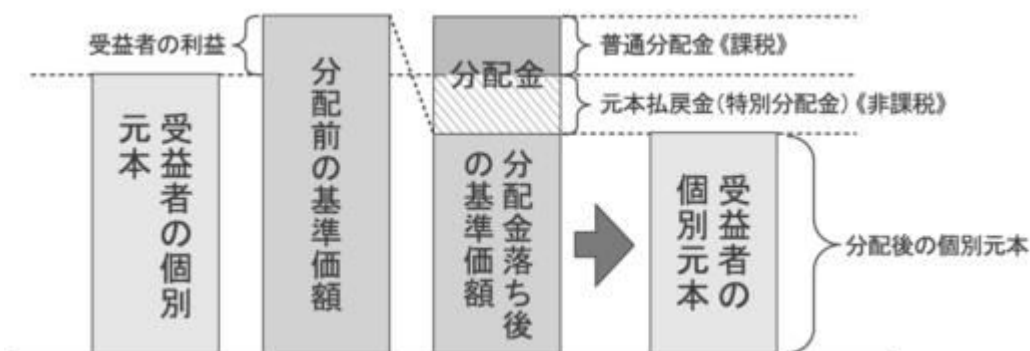 受益者の利益
受益者の個別
元本
分配前の基準価額
分配金
分配金落ち後
の基準価額
普通分配金《課税》
元本払戻金(特別分配金)《非課税》
受益者の
個別元本
分配後の個別元本